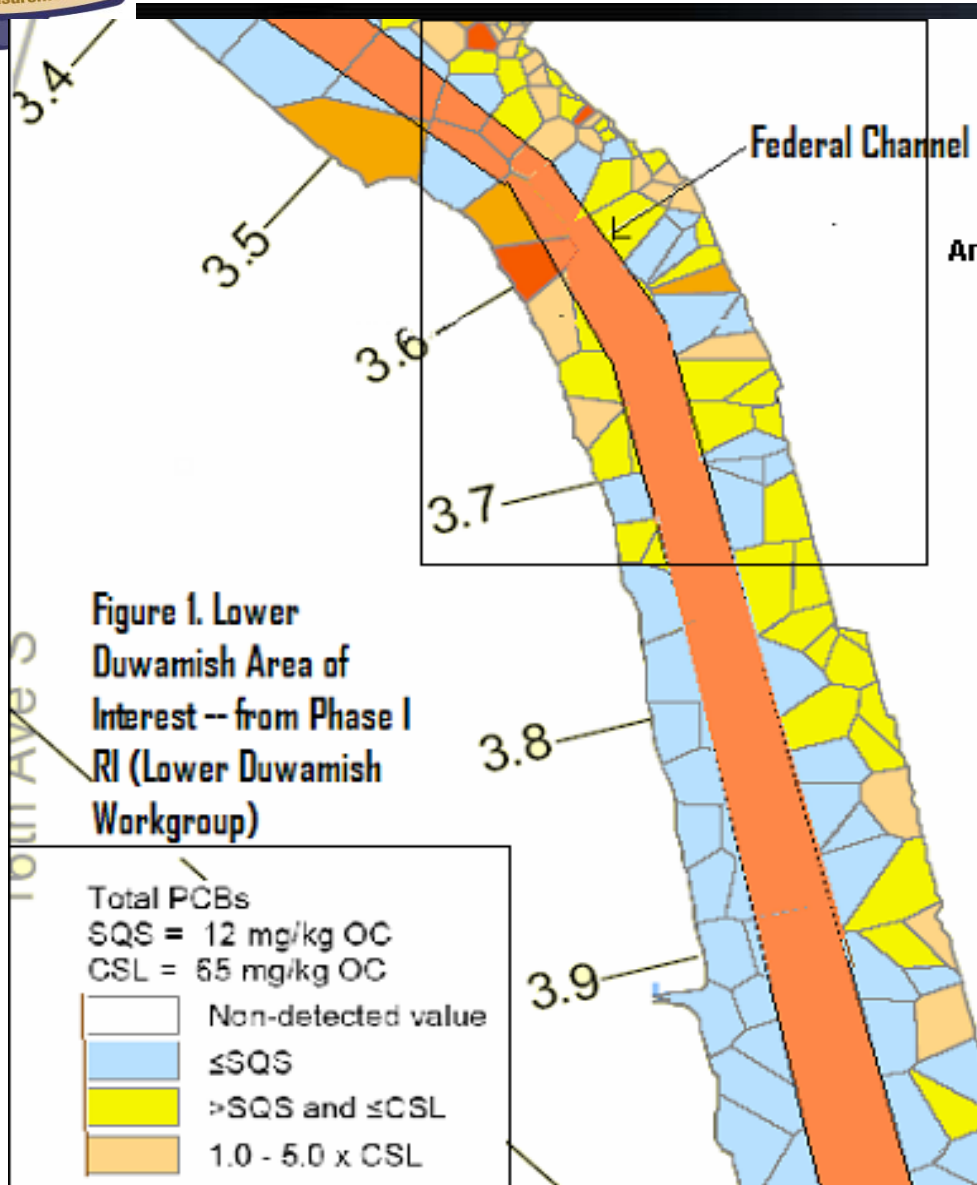 3.4
Federal Channel
3.5
Ar
3.6
3.7
Figure 1. Lower
Duwamish Area of
Interest -- from Phase I
RI (Lower Duwamish
Workgroup)
3.8
Ave S
Total PCBs
SQS = 12 mg/kg OC
CSL = 65 mg/kg OC
3.9
Non-detected value
≤SQS
>SQS and ≤CSL
1.0 - 5.0 x CSL